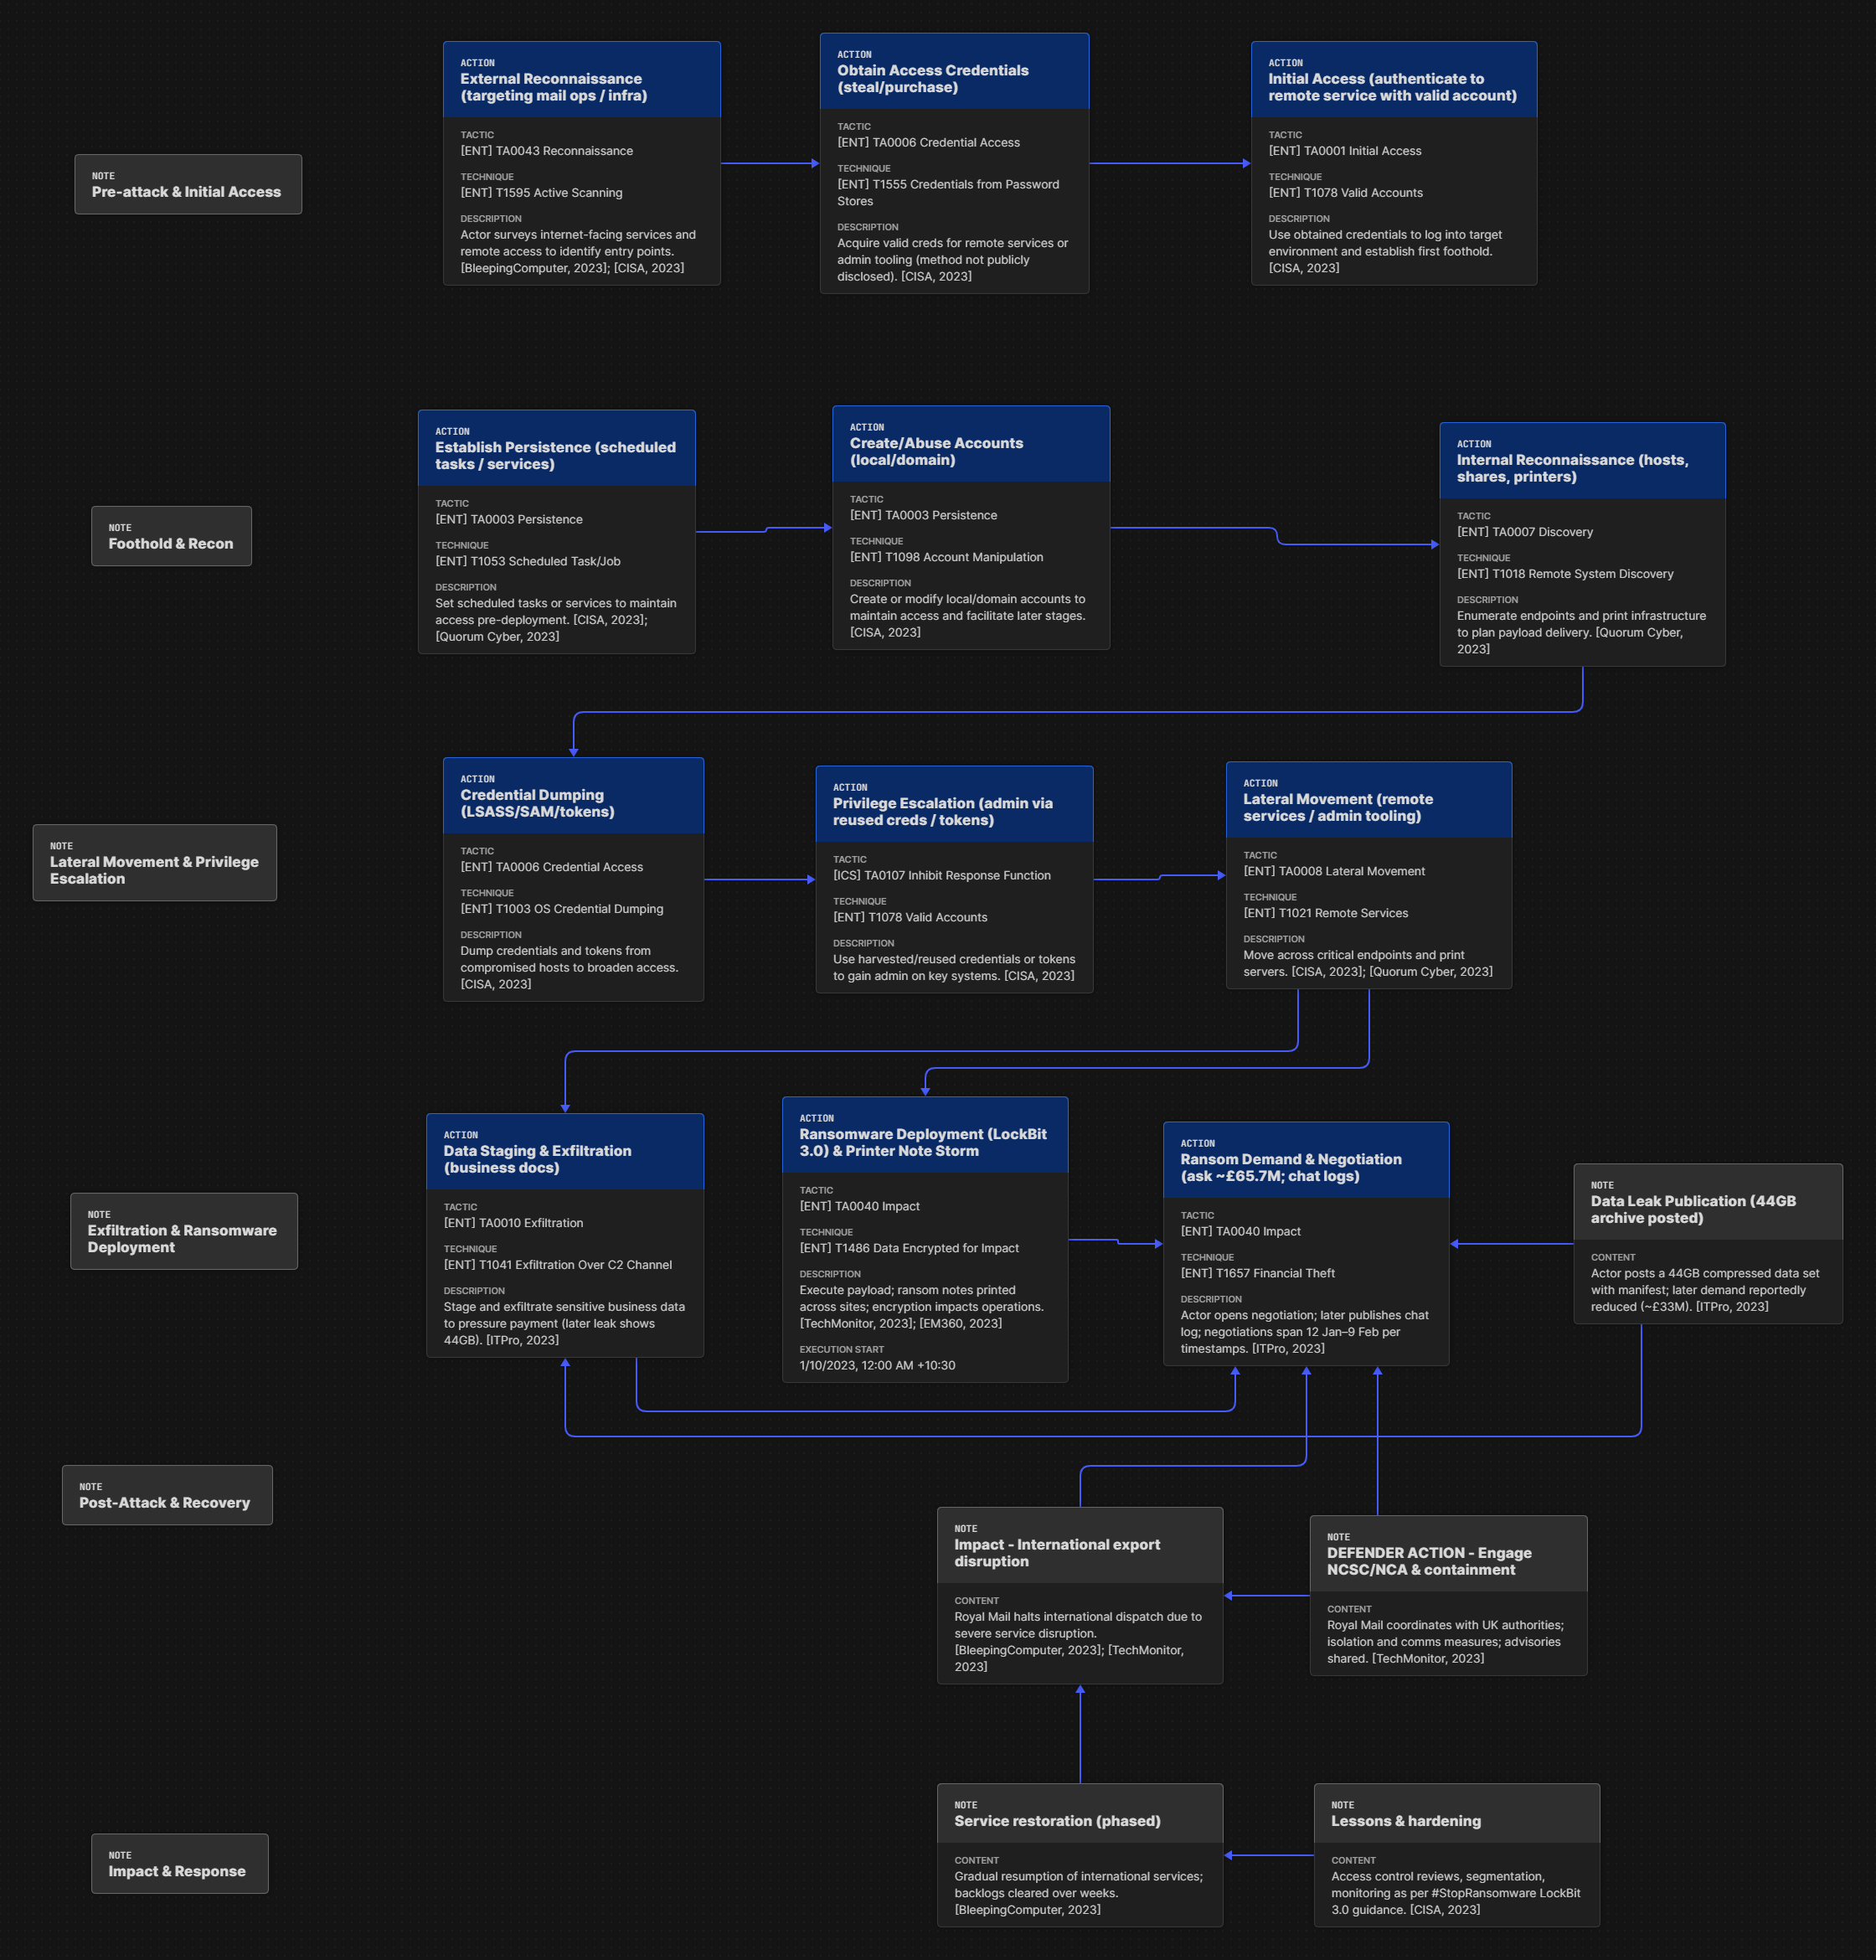 NOTE
Pre-attack & Initial Access
ACTION
External Reconnaissance
(targeting mail ops / infra)
TACTIC
[ENT] TA0043 Reconnaissance
TECHNIQUE
[ENT] T1595 Active Scanning
DESCRIPTION
Actor surveys internet-facing services and
remote access to identify entry points.
[BleepingComputer, 2023]; [CISA, 2023]
ACTION
Obtain Access Credentials
(steal/purchase)
TACTIC
[ENT] TA0006 Credential Access
TECHNIQUE
[ENT] T1555 Credentials from Password
Stores
DESCRIPTION
Acquire valid creds for remote services or
admin tooling (method not publicly
disclosed). [CISA, 2023]
ACTION
Initial Access (authenticate to
remote service with valid account)
TACTIC
[ENT] TA0001 Initial Access
TECHNIQUE
[ENT] T1078 Valid Accounts
DESCRIPTION
Use obtained credentials to log into target
environment and establish first foothold.
[CISA, 2023]
NOTE
Foothold & Recon
ACTION
Establish Persistence (scheduled
tasks / services)
TACTIC
[ENT] TA0003 Persistence
TECHNIQUE
[ENT] T1053 Scheduled Task/Job
DESCRIPTION
Set scheduled tasks or services to maintain
access pre-deployment. [CISA, 2023];
[Quorum Cyber, 2023]
ACTION
Create/Abuse Accounts
(local/domain)
TACTIC
[ENT] TA0003 Persistence
TECHNIQUE
[ENT] T1098 Account Manipulation
DESCRIPTION
Create or modify local/domain accounts to
maintain access and facilitate later stages.
[CISA, 2023]
ACTION
Internal Reconnaissance (hosts,
shares, printers)
TACTIC
[ENT] TA0007 Discovery
TECHNIQUE
[ENT] T1018 Remote System Discovery
DESCRIPTION
Enumerate endpoints and print infrastructure
to plan payload delivery. [Quorum Cyber,
2023]
NOTE
Lateral Movement & Privilege
Escalation
ACTION
Credential Dumping
(LSASS/SAM/tokens)
TACTIC
[ENT] TA0006 Credential Access
TECHNIQUE
[ENT] T1003 OS Credential Dumping
DESCRIPTION
Dump credentials and tokens from
compromised hosts to broaden access.
[CISA, 2023]
ACTION
Privilege Escalation (admin via
reused creds / tokens)
TACTIC
[ICS] TA0107 Inhibit Response Function
TECHNIQUE
[ENT] T1078 Valid Accounts
DESCRIPTION
Use harvested/reused credentials or tokens
to gain admin on key systems. [CISA, 2023]
ACTION
Lateral Movement (remote
services / admin tooling)
TACTIC
[ENT] TA0008 Lateral Movement
TECHNIQUE
[ENT] T1021 Remote Services
DESCRIPTION
Move across critical endpoints and print
servers. [CISA, 2023]; [Quorum Cyber, 2023]
NOTE
Exfiltration & Ransomware
Deployment
ACTION
Data Staging & Exfiltration
(business docs)
TACTIC
[ENT] TA0010 Exfiltration
TECHNIQUE
[ENT] T1041 Exfiltration Over C2 Channel
DESCRIPTION
Stage and exfiltrate sensitive business data
to pressure payment (later leak shows
44GB). [ITPro, 2023]
ACTION
Ransomware Deployment (LockBit
3.0) & Printer Note Storm
TACTIC
[ENT] TA0040 Impact
TECHNIQUE
[ENT] T1486 Data Encrypted for Impact
DESCRIPTION
Execute payload; ransom notes printed
across sites; encryption impacts operations.
[TechMonitor, 2023]; [EM360, 2023]
EXECUTION START
1/10/2023, 12:00 AM +10:30
ACTION
Ransom Demand & Negotiation
(ask ~£65.7M; chat logs)
TACTIC
[ENT] TA0040 Impact
TECHNIQUE
[ENT] T1657 Financial Theft
DESCRIPTION
Actor opens negotiation; later publishes chat
log; negotiations span 12 Jan–9 Feb per
timestamps. [ITPro, 2023]
NOTE
Data Leak Publication (44GB
archive posted)
CONTENT
Actor posts a 44GB compressed data set
with manifest; later demand reportedly
reduced (~£33M). [ITPro, 2023]
NOTE
Post-Attack & Recovery
NOTE
Impact - International export
disruption
CONTENT
Royal Mail halts international dispatch due to
severe service disruption.
[BleepingComputer, 2023]; [TechMonitor,
2023]
NOTE
DEFENDER ACTION - Engage
NCSC/NCA & containment
CONTENT
Royal Mail coordinates with UK authorities;
isolation and comms measures; advisories
shared. [TechMonitor, 2023]
NOTE
Impact & Response
NOTE
Service restoration (phased)
CONTENT
Gradual resumption of international services;
backlogs cleared over weeks.
[BleepingComputer, 2023]
NOTE
Lessons & hardening
CONTENT
Access control reviews, segmentation,
monitoring as per #StopRansomware LockBit
3.0 guidance. [CISA, 2023]